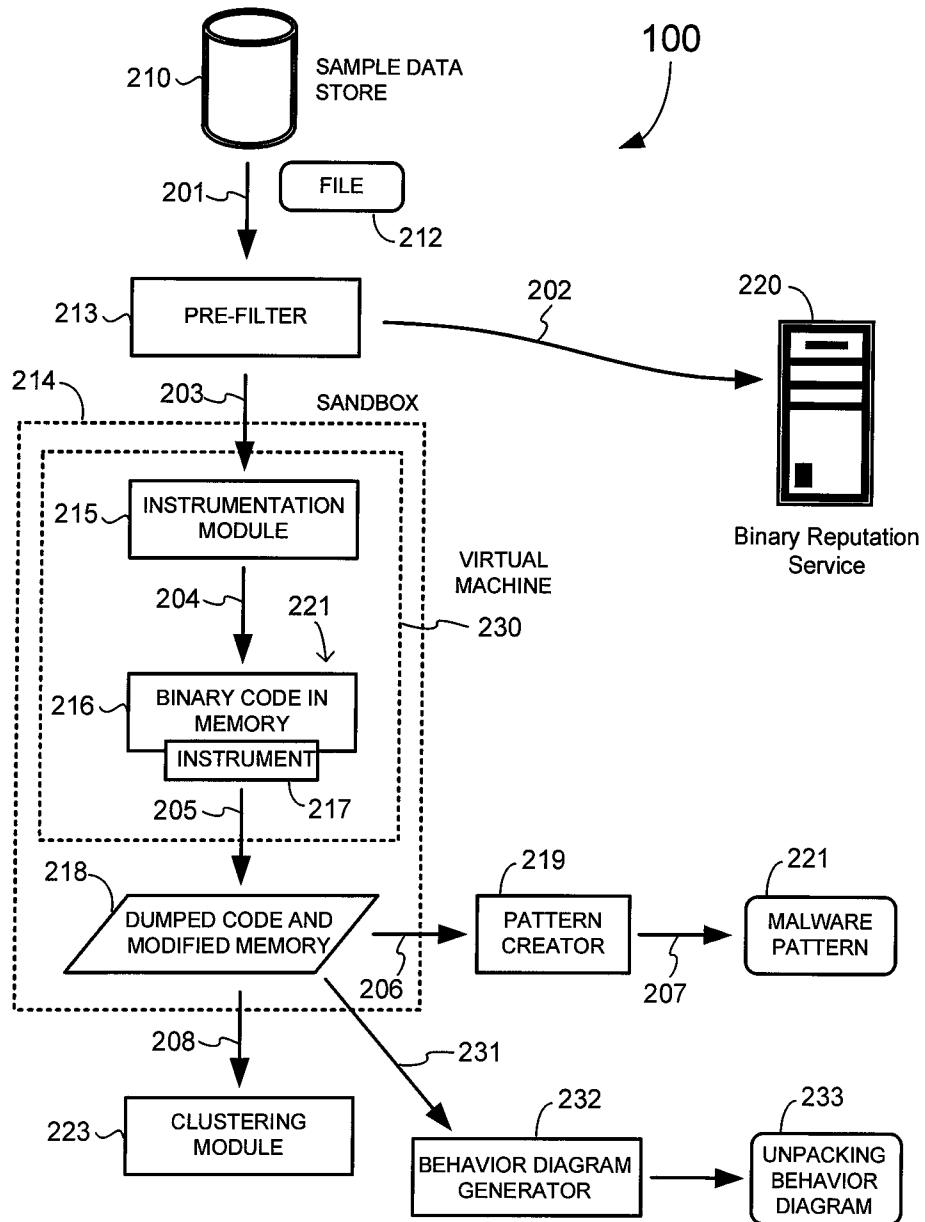 100
210
SAMPLE DATA
STORE
201
FILE
212
213
PRE-FILTER
202
220
Binary Reputation
Service
214
203
SANDBOX
215
INSTRUMENTATION
MODULE
VIRTUAL
MACHINE
204
221
230
216
BINARY CODE IN
MEMORY
INSTRUMENT
217
205
218
DUMPED CODE AND
MODIFIED MEMORY
206
219
PATTERN
CREATOR
207
221
MALWARE
PATTERN
208
231
223
CLUSTERING
MODULE
232
BEHAVIOR DIAGRAM
GENERATOR
233
UNPACKING
BEHAVIOR
DIAGRAM